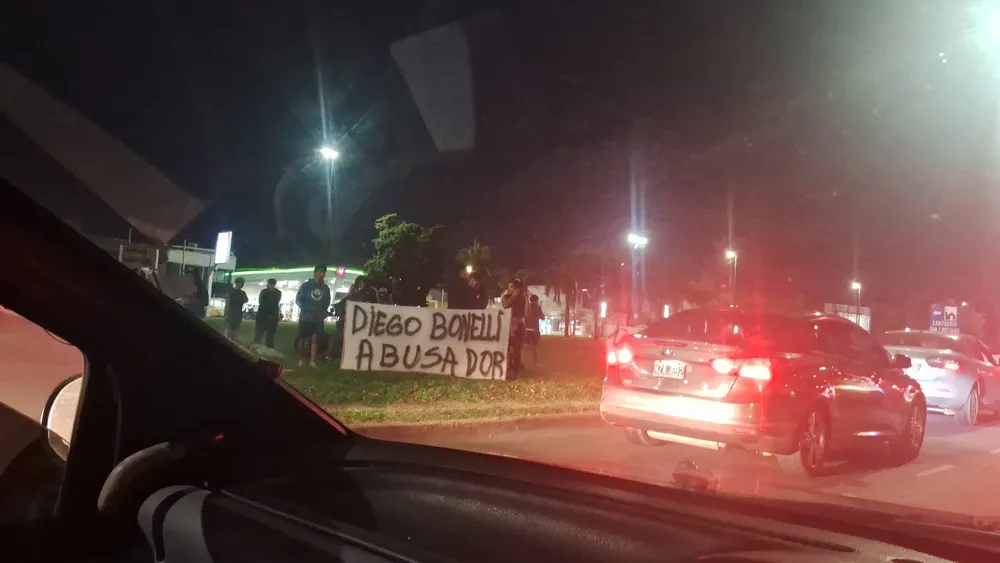 DIEGO BONELLI
ABUSADOR